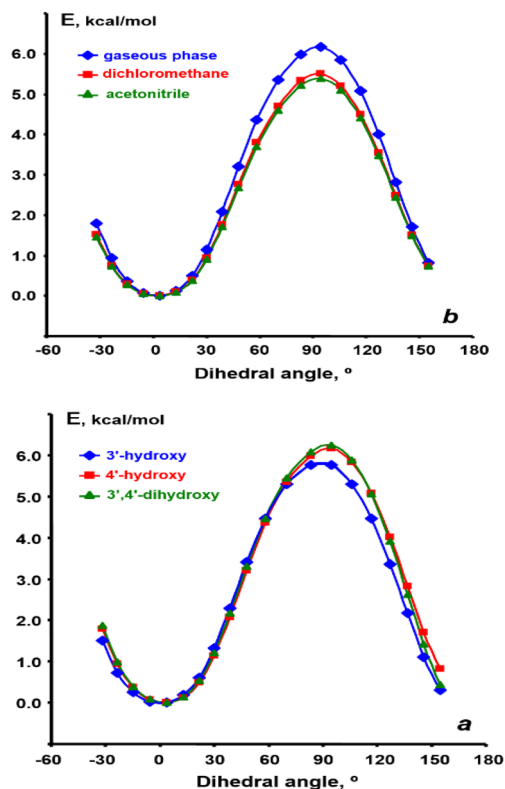 E, kcal/mol
gaseous phase
dichloromethane
acetonitrile
6.0
5.0
4.0
3.0
2.0
1.0
0.0
b
-60 -30 0 30 60 90 120 150 180
Dihedral angle, º
E, kcal/mol
3'-hydroxy
4'-hydroxy
3',4'-dihydroxy
6.0
5.0
4.0
3.0
2.0
1.0
0.0
a
-60 -30 0 30 60 90 120 150 180
Dihedral angle, º